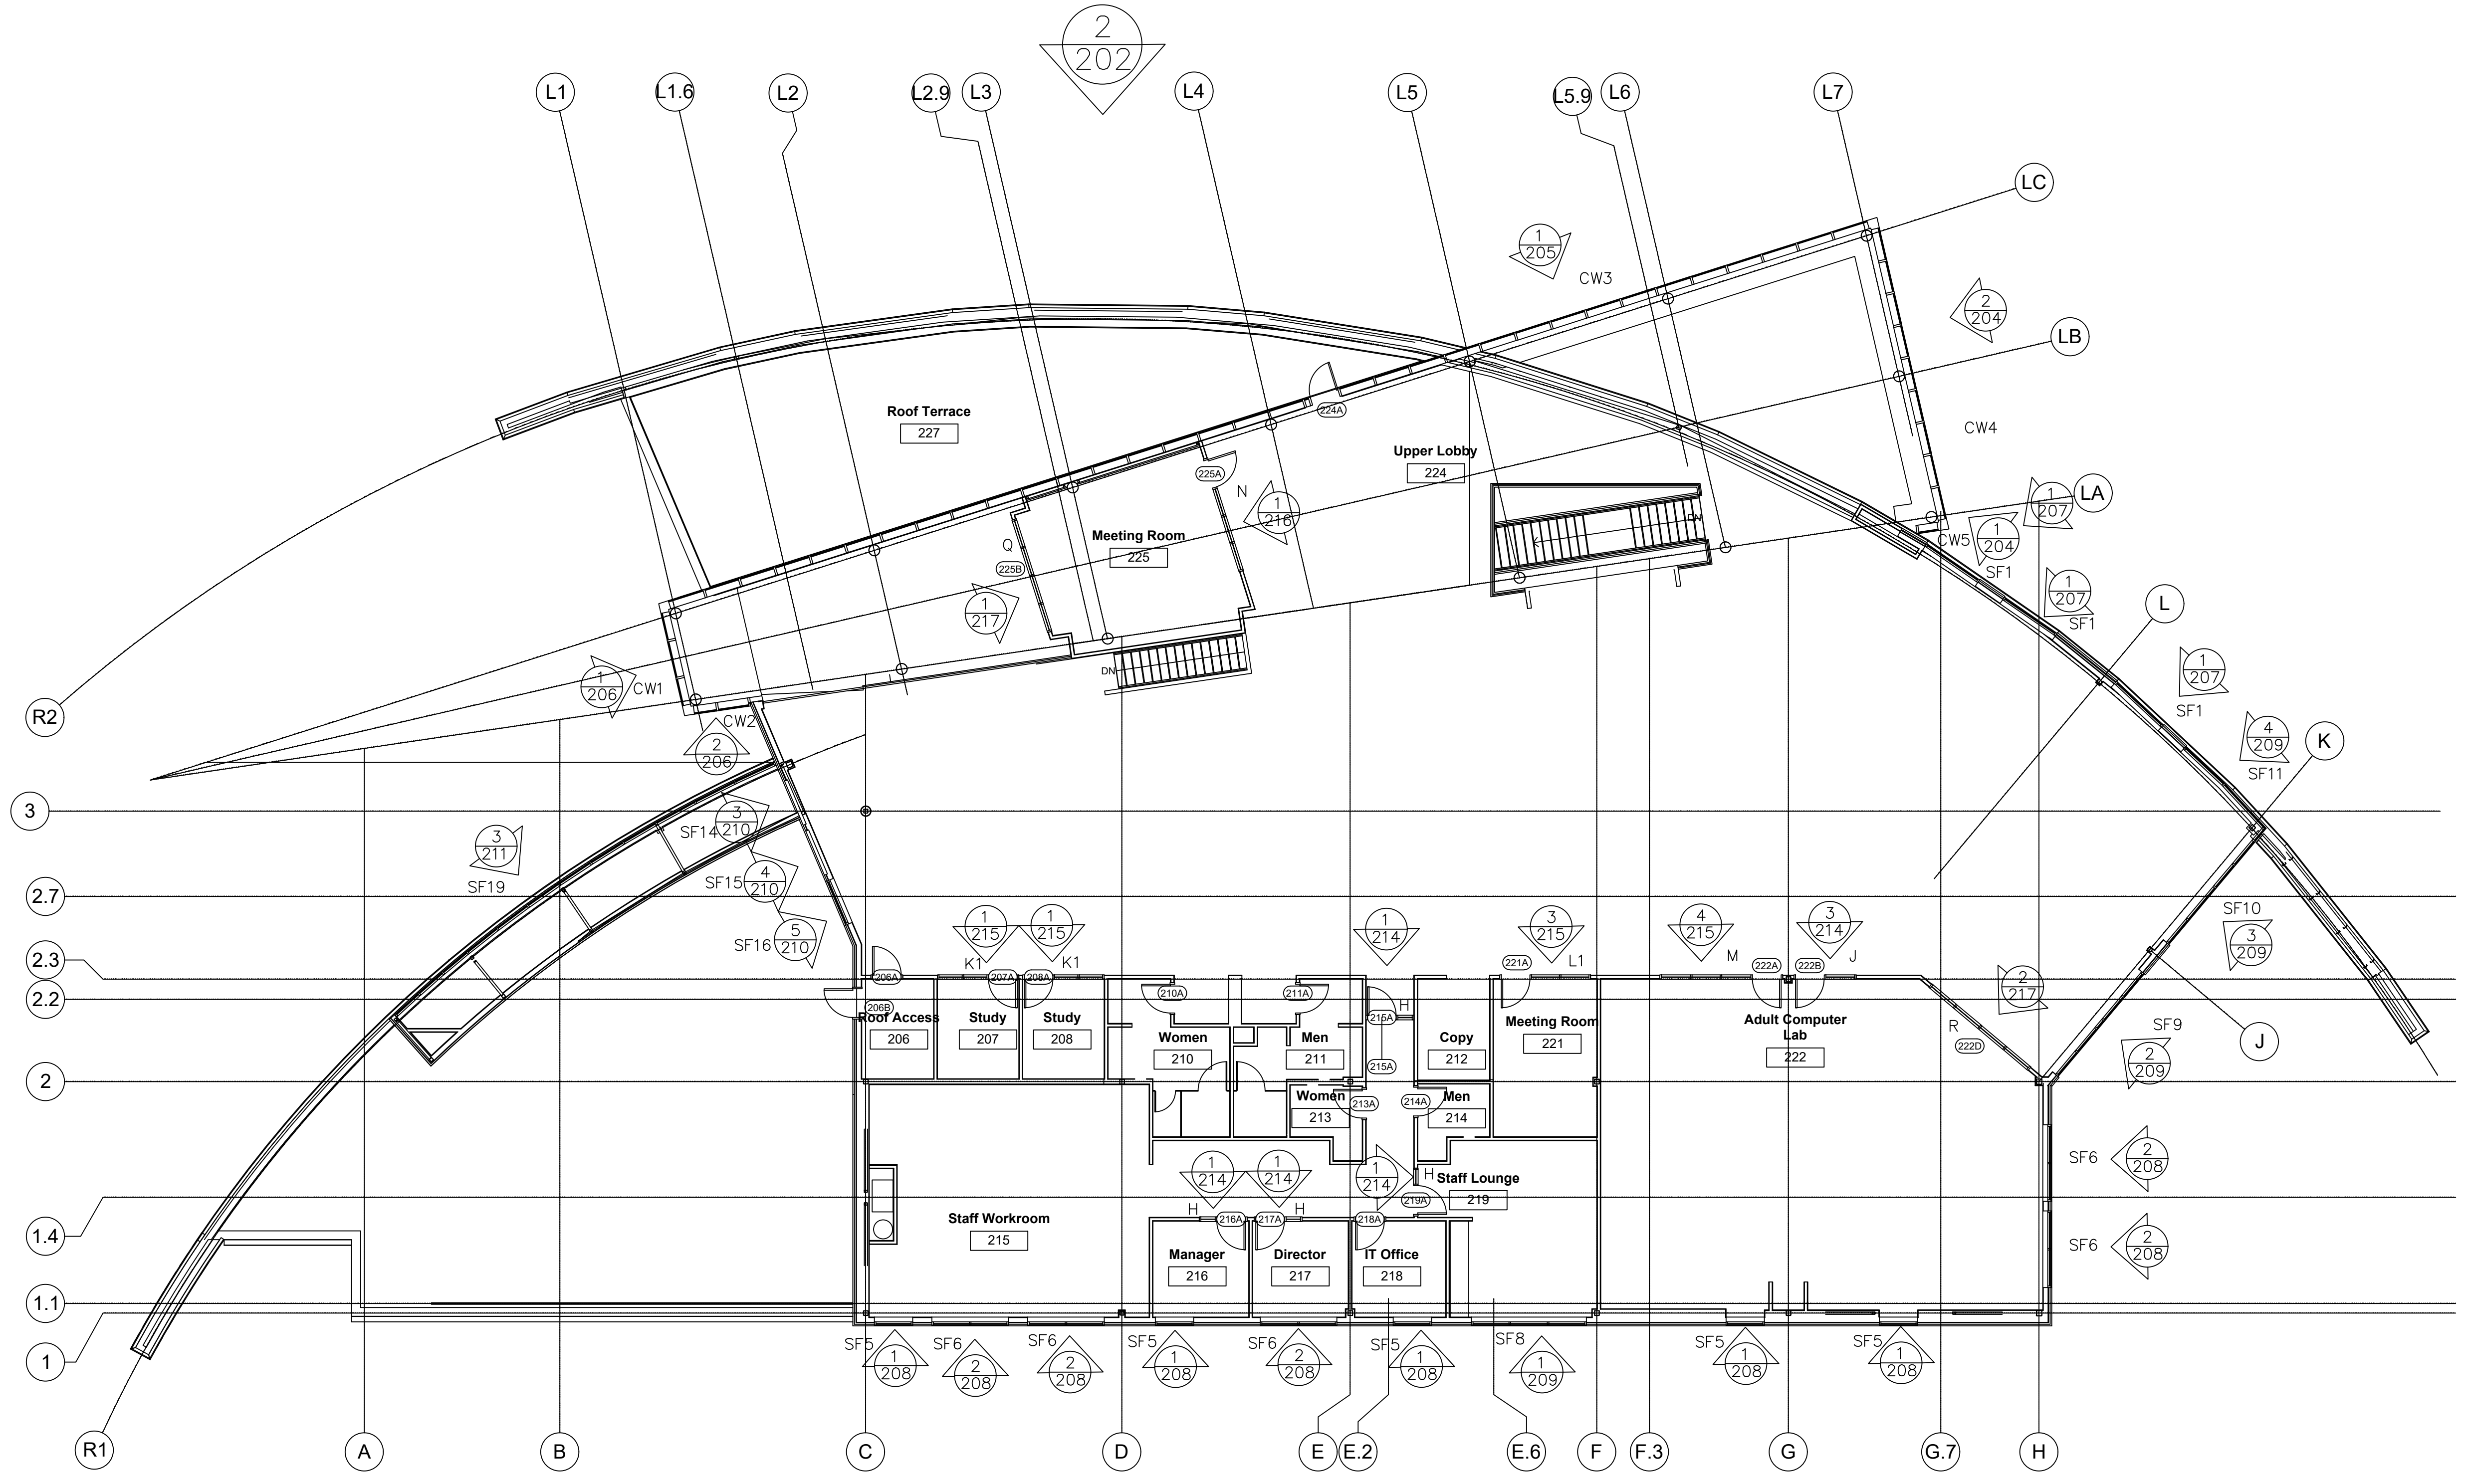 2
202
L1
L1.6
L2
L2.9
L3
L4
L5
L5.9
L6
L7
LC
1
205
CW3
2
204
LB
Roof Terrace
227
224A
CW4
Upper Lobby
224
225A
N
1
216
LA
1
207
DN
Meeting Room
225
Q
225B
CW5
1
204
SF1
1
207
SF1
L
1
217
DN
1
206
CW1
1
207
SF1
R2
CW2
2
206
4
209
SF11
K
3
3
211
SF14
3
210
SF19
SF15
4
210
2.7
SF16
5
210
1
215
K1
1
215
K1
1
214
3
215
L1
4
215
M
3
214
J
SF10
3
209
2.3
206A
207A
208A
221A
222A
222B
2
217
2.2
206B
210A
211A
215A
H
Roof Access
206
Study
207
Study
208
Women
210
Men
211
Copy
212
Meeting Room
221
Adult Computer
Lab
222
R
222D
SF9
2
209
J
215A
2
Women
213
213A
214A
Men
214
1
214
1
214
1
214
H
SF6
2
208
Staff Lounge
219
219A
1.4
Staff Workroom
215
H
216A
217A
H
218A
SF6
2
208
Manager
216
Director
217
IT Office
218
1.1
1
SF5
1
208
SF6
2
208
SF6
2
208
SF5
1
208
SF6
2
208
SF5
1
208
SF8
1
209
SF5
1
208
SF5
1
208
R1
A
B
C
D
E
E.2
E.6
F
F.3
G
G.7
H